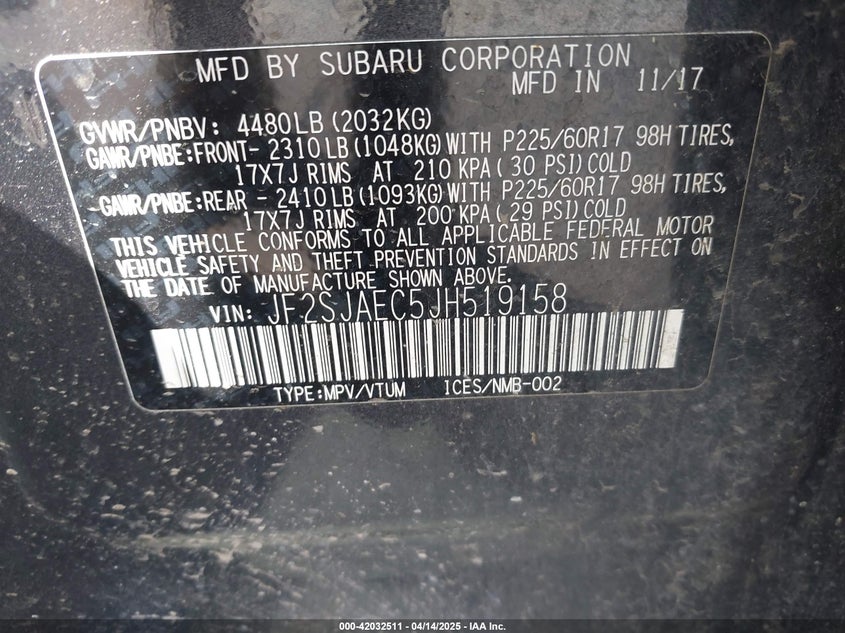 MFD BY SUBARU CORPORATION
MFD IN 11/17
GVWR/PNBV: 4480LB(2032KG)
GAWR/PNBE:FRONT- 2310LB(1048KG)WITH P225/60R17 98H TIRES,
17X7J RIMS AT 210 KPA(30 PSI)COLD
GAWR/PNBE:REAR - 2410LB(1093KG)WITH P225/60R17 98H TIRES,
17X7J RIMS AT 200 KPA(29 PSI)COLD
THIS VEHICLE CONFORMS TO ALL APPLICABLE FEDERAL MOTOR
VEHICLE SAFETY AND THEFT PREVENTION STANDARDS IN EFFECT ON
THE DATE OF MANUFACTURE SHOWN ABOVE.
VIN: JF2SJAEC5JH519158
TYPE:MPV/VTUM ICES/NMB-002
000-42032511 - 04/14/2025 - IAA Inc.